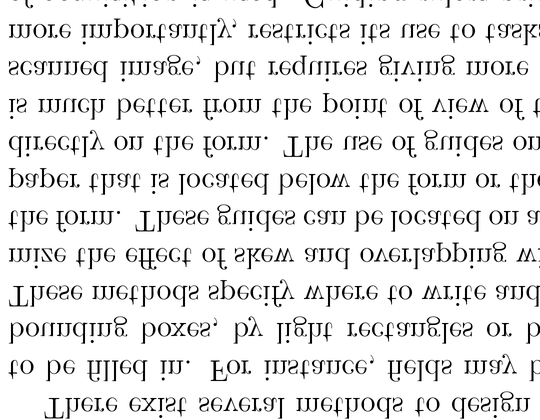 There exist several methods to design
to be filled in. For instance, fields may b
bounding boxes, by light rectangles or b
These methods specify where to write and
mize the effect of skew and overlapping wi
the form. These guides can be located on a
paper that is located below the form or the
directly on the form. The use of guides on
is much better from the point of view of t
scanned image, but requires giving more
more importantly, restricts its use to tasks